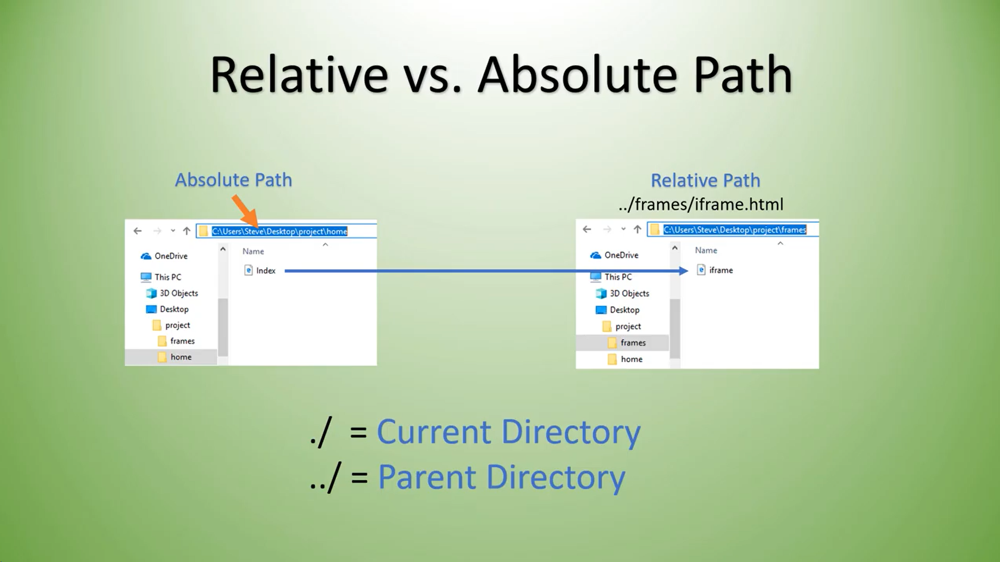 Relative vs. Absolute Path
Absolute Path
C:\Users\Steve\Desktop\project\home
Name
OneDrive
Index
This PC
3D Objects
Desktop
project
frames
home
Relative Path
../frames/iframe.html
C:\Users\Steve\Desktop\project\frames
Name
OneDrive
iframe
This PC
3D Objects
Desktop
project
frames
home
./ = Current Directory
../ = Parent Directory